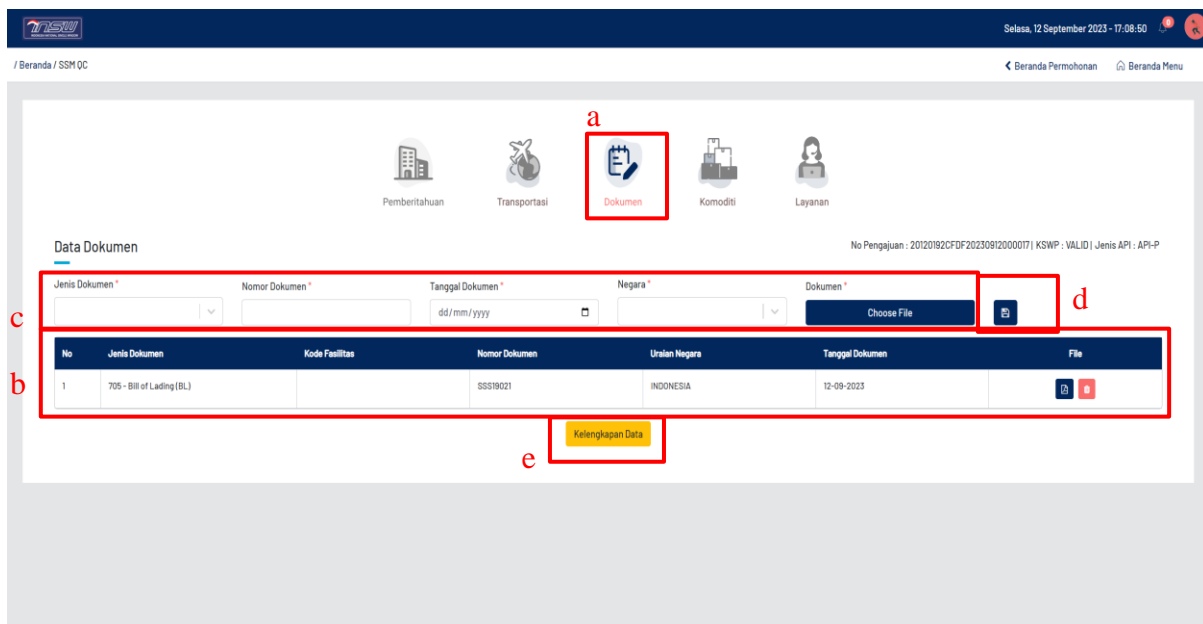 INSW
Selasa, 12 September 2023 - 17:08:50
0
/ Beranda / SSM QC
Beranda Permohonan
Beranda Menu
a
Pemberitahuan
Transportasi
Dokumen
Komoditi
Layanan
Data Dokumen
No Pengajuan : 20120192CFDF20230912000017 | KSWP : VALID | Jenis API : API-P
Jenis Dokumen *
Nomor Dokumen *
Tanggal Dokumen *
Negara *
Dokumen *
dd/mm/yyyy
Choose File
d
c
No Jenis Dokumen Kode Fasilitas Nomor Dokumen Uraian Negara Tanggal Dokumen File
b
1 705 - Bill of Lading (BL) SSS19021 INDONESIA 12-09-2023
Kelengkapan Data
e